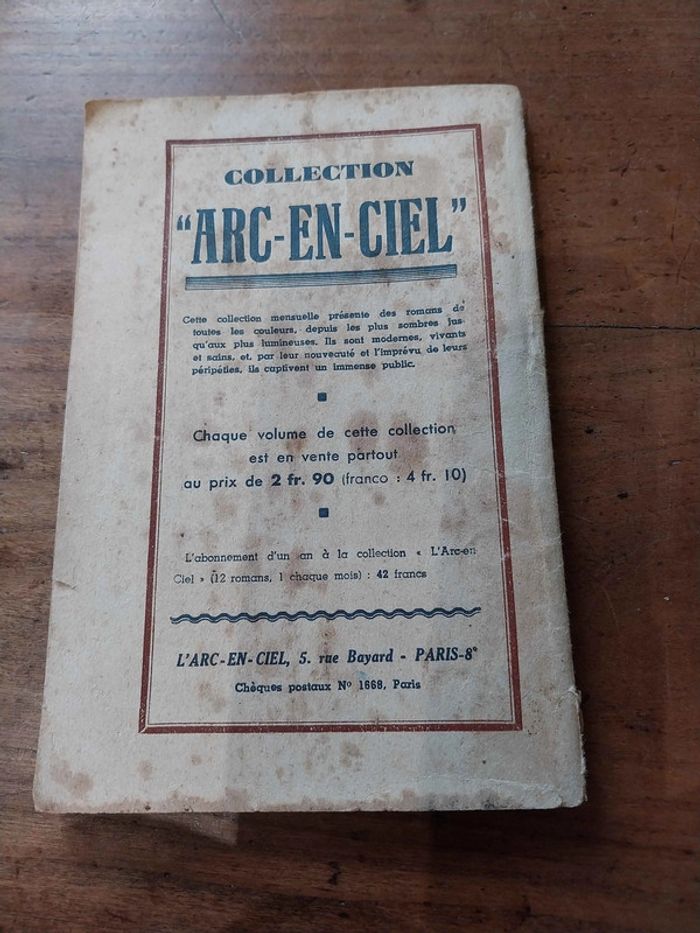 COLLECTION
"ARC-EN-CIEL"
Cette collection mensuelle présente des romans de
toutes les couleurs, depuis les plus sombres jus
qu'aux plus lumineuses. Ils sont modernes, vivants
et sains, et, par leur nouveauté et l'imprévu de leurs
péripéties, ils captivent un immense public.
Chaque volume de cette collection
est en vente partout
au prix de 2 fr. 90 (franco : 4 fr. 10)
L'abonnement d'un an à la collection « L'Arc-en
Ciel » (12 romans, 1 chaque mois) : 42 francs
L'ARC-EN-CIEL, 5. rue Bayard - PARIS-8e
Chèques postaux No 1668, Paris